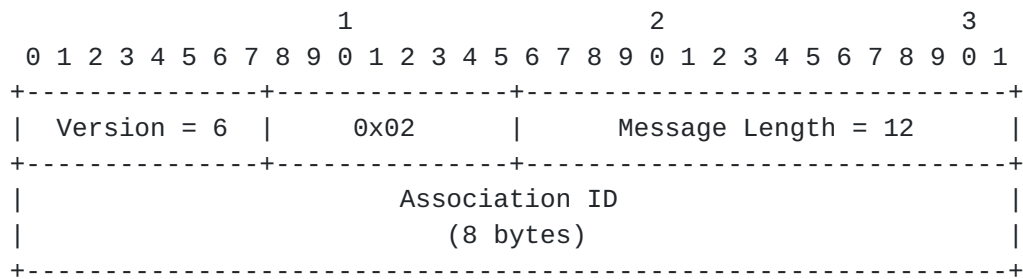 1                   2                   3
 0 1 2 3 4 5 6 7 8 9 0 1 2 3 4 5 6 7 8 9 0 1 2 3 4 5 6 7 8 9 0 1
+---------------+---------------+-------------------------------+
|  Version = 6  |     0x02      |      Message Length = 12      |
+---------------+---------------+-------------------------------+
|                        Association ID                         |
|                           (8 bytes)                           |
+---------------------------------------------------------------+